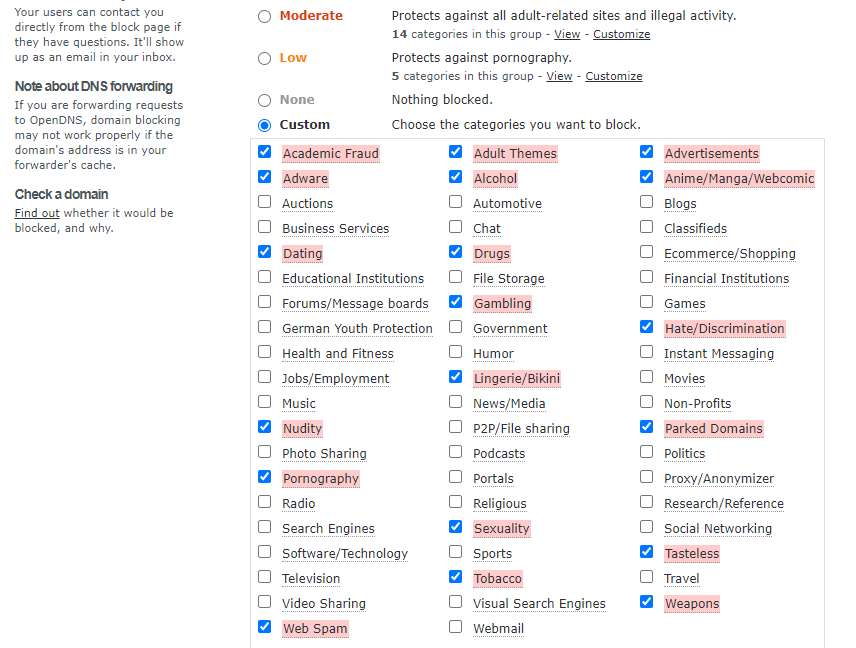 Your users can contact you
directly from the block page if
they have questions. It'll show
up as an email in your inbox.
Note about DNS forwarding
If you are forwarding requests
to OpenDNS, domain blocking
may not work properly if the
domain's address is in your
forwarder's cache.
Check a domain
Find out whether it would be
blocked, and why.
Moderate Protects against all adult-related sites and illegal activity.
14 categories in this group - View - Customize
Low Protects against pornography.
5 categories in this group - View - Customize
None Nothing blocked.
Custom Choose the categories you want to block.
Academic Fraud Adult Themes Advertisements
Adware Alcohol Anime/Manga/Webcomic
Auctions Automotive Blogs
Business Services Chat Classifieds
Dating Drugs Ecommerce/Shopping
Educational Institutions File Storage Financial Institutions
Forums/Message boards Gambling Games
German Youth Protection Government Hate/Discrimination
Health and Fitness Humor Instant Messaging
Jobs/Employment Lingerie/Bikini Movies
Music News/Media Non-Profits
Nudity P2P/File sharing Parked Domains
Photo Sharing Podcasts Politics
Pornography Portals Proxy/Anonymizer
Radio Religious Research/Reference
Search Engines Sexuality Social Networking
Software/Technology Sports Tasteless
Television Tobacco Travel
Video Sharing Visual Search Engines Weapons
Web Spam Webmail